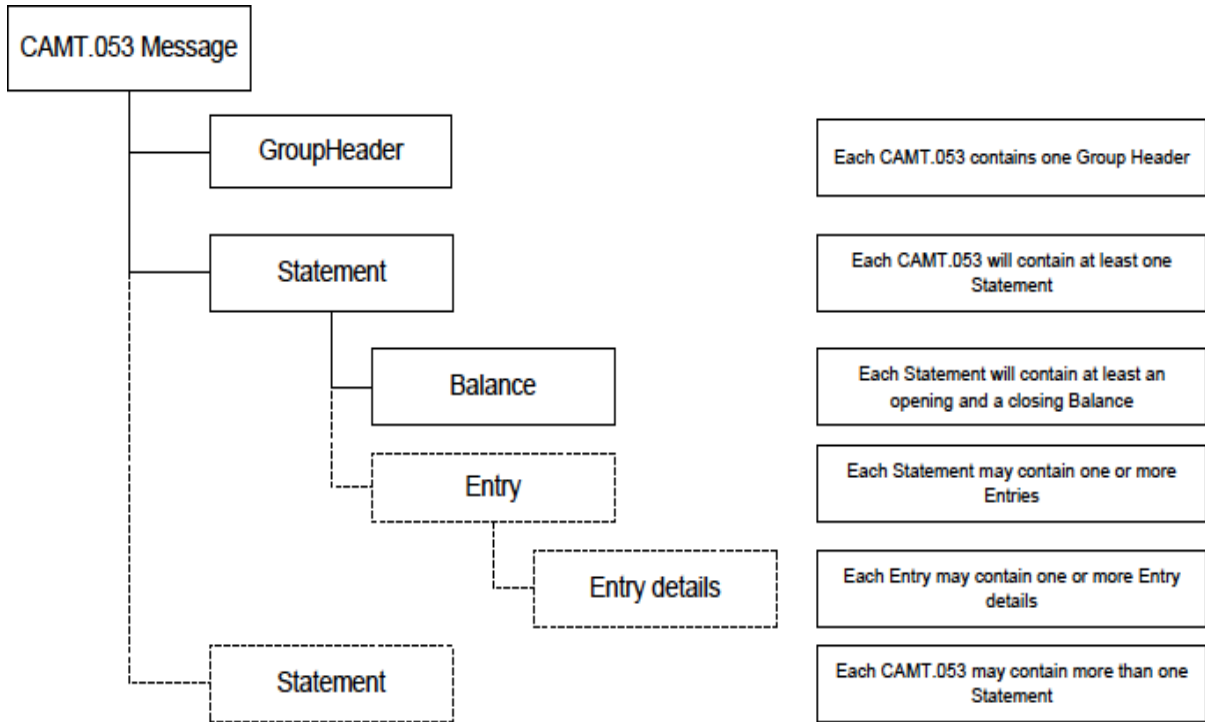 CAMT.053 Message
GroupHeader
Each CAMT.053 contains one Group Header
Statement
Each CAMT.053 will contain at least one
Statement
Balance
Each Statement will contain at least an
opening and a closing Balance
Entry
Each Statement may contain one or more
Entries
Entry details
Each Entry may contain one or more Entry
details
Statement
Each CAMT.053 may contain more than one
Statement